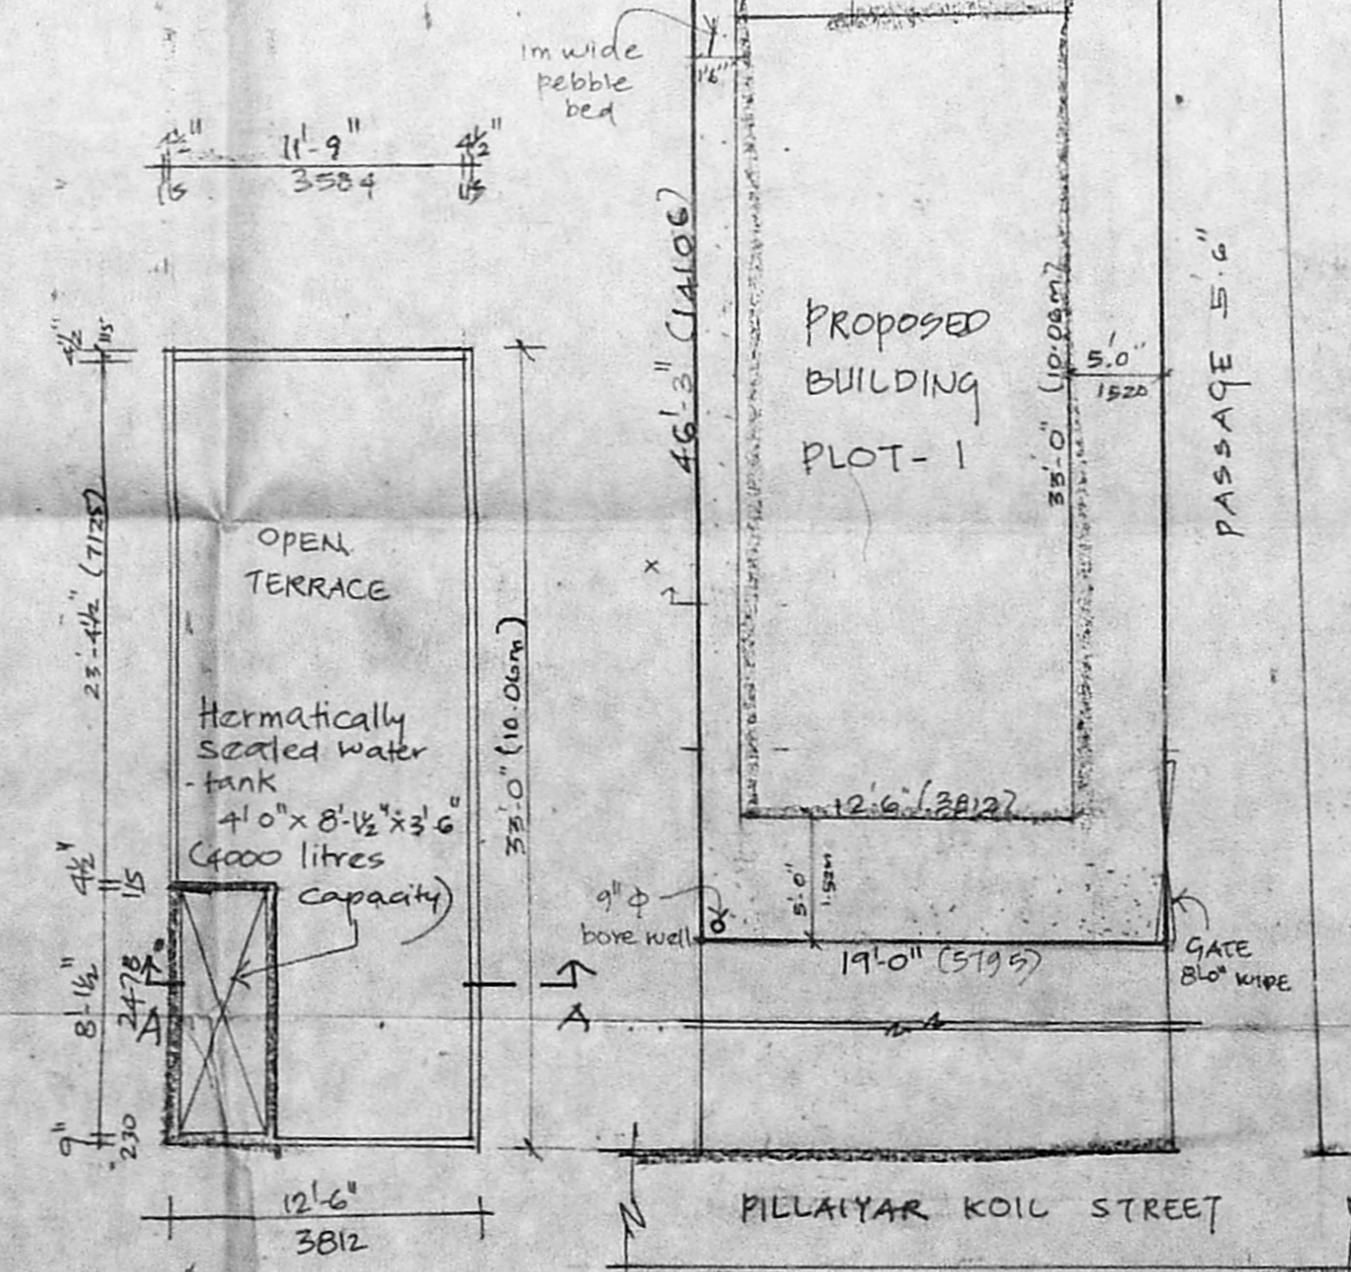 1m wide
pebble
bed
1'6"
4½" 11'-9" 4½"
115 3584 115
4½"
115
23'-4½" (7125)
OPEN
TERRACE
Hermatically
sealed water
-tank
4'0" x 8'-1½" x 3'-6"
(4000 litres
capacity)
33'-0" (10.06m)
4½"
115
8'-1½"
2478
9"
230
A
A
12'-6"
3812
46'-3" (14106)
PROPOSED
BUILDING
PLOT-1
33'-0" (10.06m)
5'.0"
1520
PASSAGE 5'.6"
x
12'6" (3812)
5'-0"
1.52m
9" φ
bore well
19'-0" (5795)
GATE
8'-0" WIDE
PILLAIYAR KOIL STREET
N